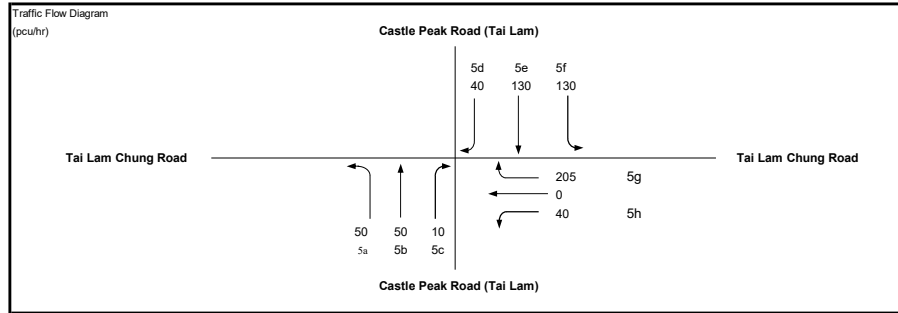 Traffic Flow Diagram
(pcu/hr)
Castle Peak Road (Tai Lam)
5d 5e 5f
40 130 130
Tai Lam Chung Road
Tai Lam Chung Road
205 5g
0
40 5h
50 50 10
5a 5b 5c
Castle Peak Road (Tai Lam)